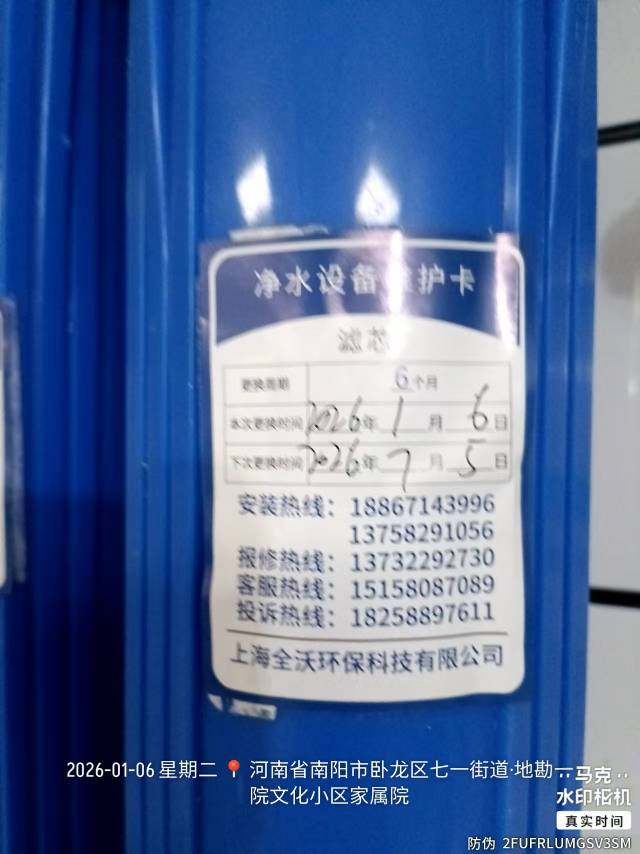 净水设备维护卡
滤芯
更换周期 6个月
本次更换时间 2026年 1 月 6 日
下次更换时间 2026年 7 月 5 日
安装热线：18867143996
13758291056
报修热线：13732292730
客服热线：15158087089
投诉热线：18258897611
上海全沃环保科技有限公司
2026-01-06 星期二 河南省南阳市卧龙区七一街道·地勘一
院文化小区家属院
马克
水印相机
真实时间
防伪 2FUFRLUMGSV3SM